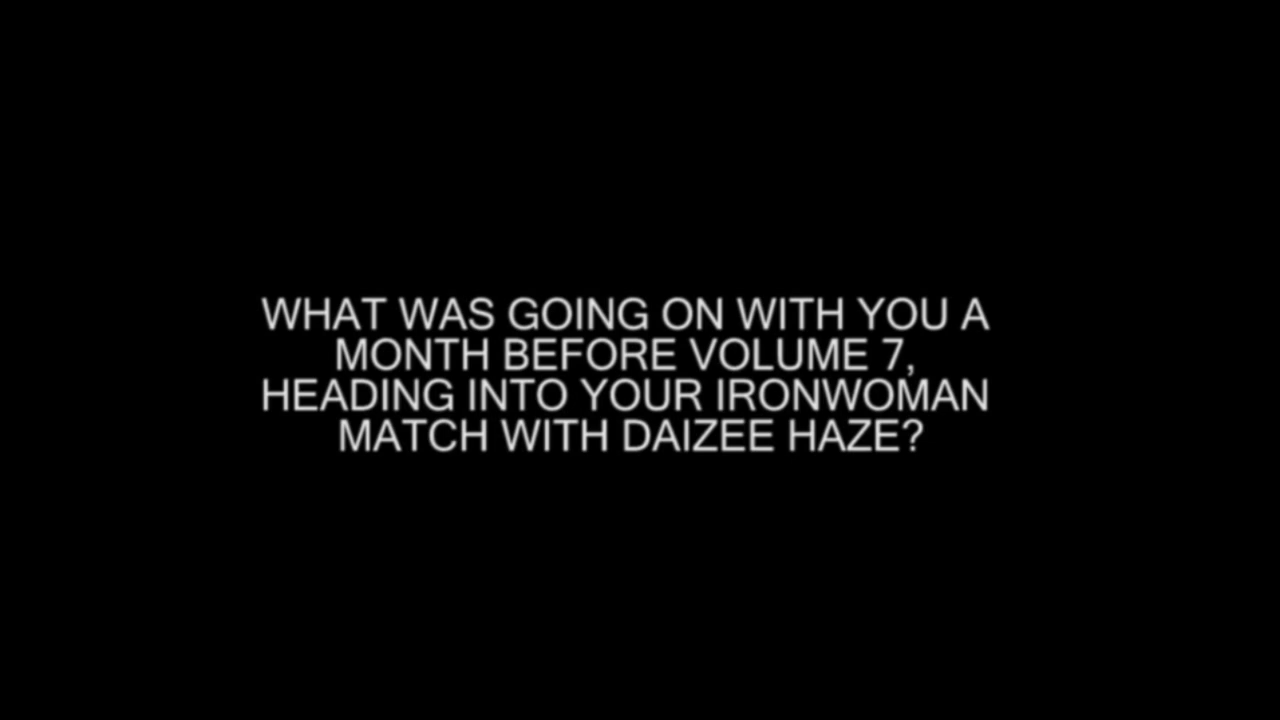 WHAT WAS GOING ON WITH YOU A
MONTH BEFORE VOLUME 7,
HEADING INTO YOUR IRONWOMAN
MATCH WITH DAIZEE HAZE?